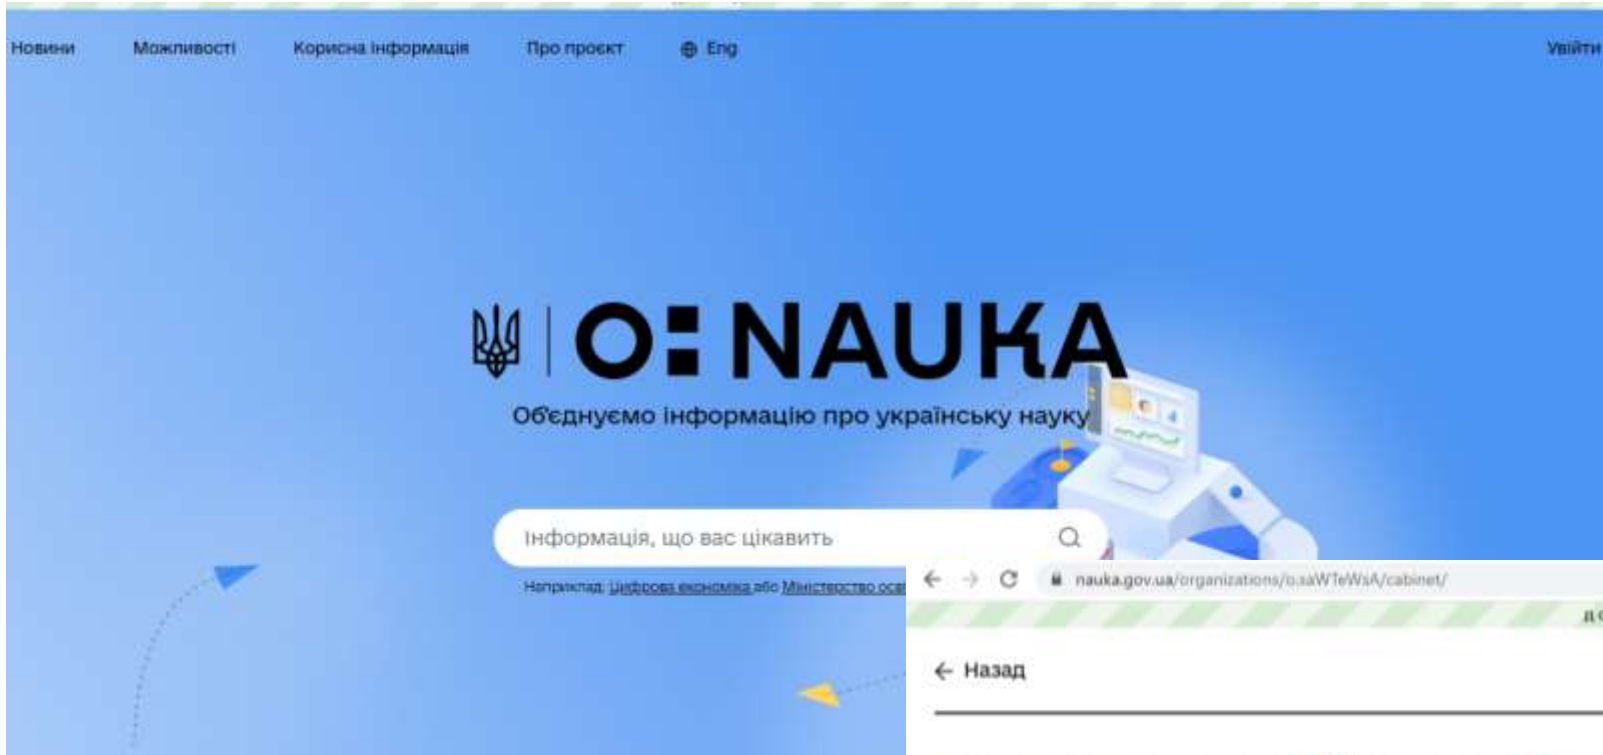 Новини Можливості Корисна інформація Про проєкт Eng Увійти
О: NAUKA
Об'єднуємо інформацію про українську науку
Інформація, що вас цікавить
Наприклад: Цифрова економіка або Міністерство осві
nauka.gov.ua/organizations/o:saWTeWsA/cabinet/
Назад